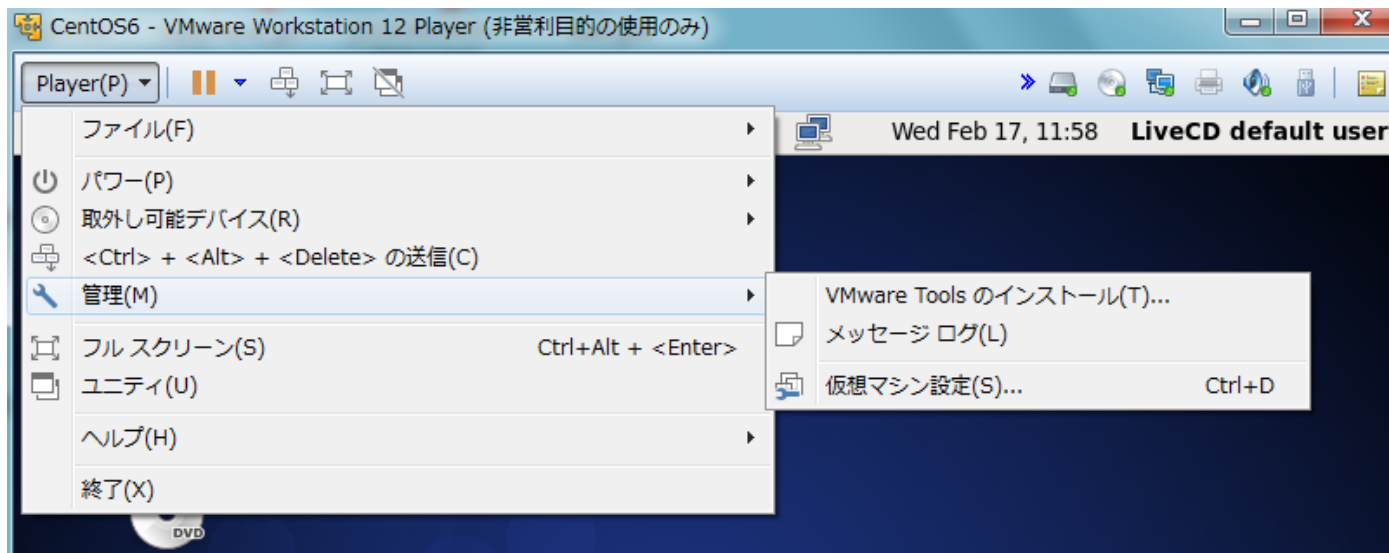 CentOS6 - VMware Workstation 12 Player (非営利目的の使用のみ)
Player(P)
Wed Feb 17, 11:58 LiveCD default user
ファイル(F)
パワー(P)
取外し可能デバイス(R)
<Ctrl> + <Alt> + <Delete> の送信(C)
管理(M)
VMware Tools のインストール(T)...
メッセージ ログ(L)
フル スクリーン(S) Ctrl+Alt + <Enter>
仮想マシン設定(S)... Ctrl+D
ユニティ(U)
ヘルプ(H)
終了(X)
DVD